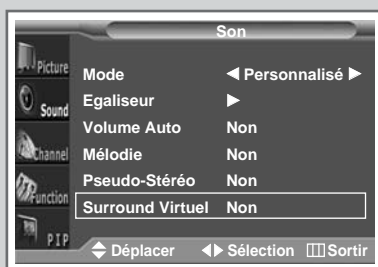 Son
Picture
Sound
Channel
Function
PIP
Mode Personnalisé
Egaliseur
Volume Auto Non
Mélodie Non
Pseudo-Stéréo Non
Surround Virtuel Non
Déplacer Sélection Sortir